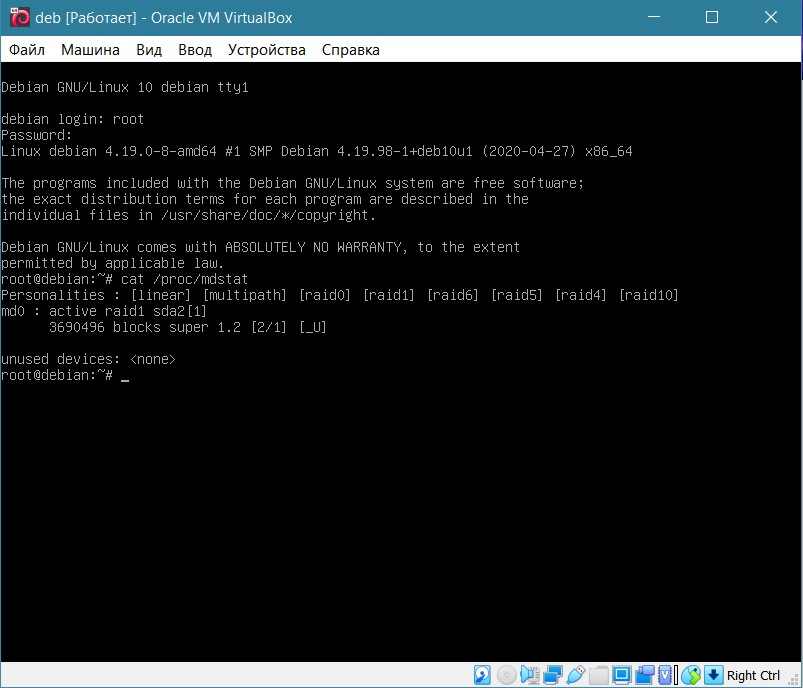 deb [Работает] - Oracle VM VirtualBox
Файл Машина Вид Ввод Устройства Справка
Debian GNU/Linux 10 debian tty1
debian login: root
Password:
Linux debian 4.19.0-8-amd64 #1 SMP Debian 4.19.98-1+deb10u1 (2020-04-27) x86_64
The programs included with the Debian GNU/Linux system are free software;
the exact distribution terms for each program are described in the
individual files in /usr/share/doc/*/copyright.
Debian GNU/Linux comes with ABSOLUTELY NO WARRANTY, to the extent
permitted by applicable law.
root@debian:~# cat /proc/mdstat
Personalities : [linear] [multipath] [raid0] [raid1] [raid6] [raid5] [raid4] [raid10]
md0 : active raid1 sda2[1]
3690496 blocks super 1.2 [2/1] [_U]
unused devices: <none>
root@debian:~# _
Right Ctrl